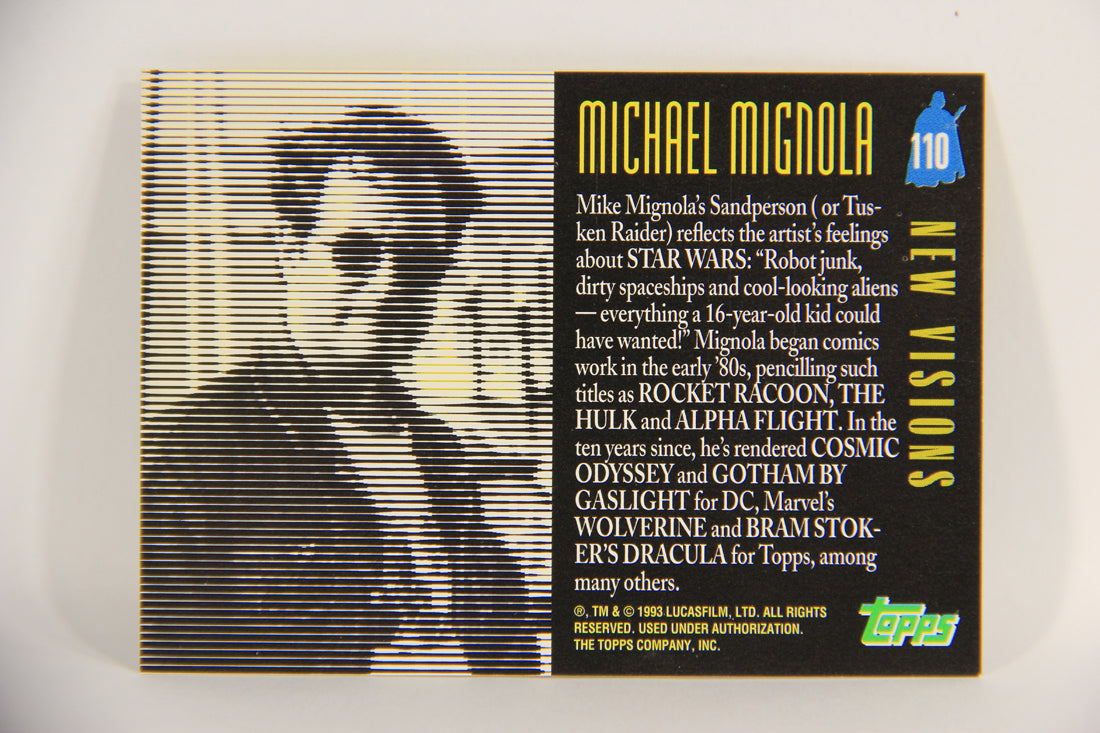 MICHAEL MIGNOLA
110
NEW VISIONS
Mike Mignola's Sandperson ( or Tus-
ken Raider) reflects the artist's feelings
about STAR WARS: “Robot junk,
dirty spaceships and cool-looking aliens
— everything a 16-year-old kid could
have wanted!” Mignola began comics
work in the early '80s, pencilling such
titles as ROCKET RACOON, THE
HULK and ALPHA FLIGHT. In the
ten years since, he's rendered COSMIC
ODYSSEY and GOTHAM BY
GASLIGHT for DC, Marvel's
WOLVERINE and BRAM STOK-
ER'S DRACULA for Topps, among
many others.
®, TM & © 1993 LUCASFILM, LTD. ALL RIGHTS
RESERVED. USED UNDER AUTHORIZATION.
THE TOPPS COMPANY, INC.
topps